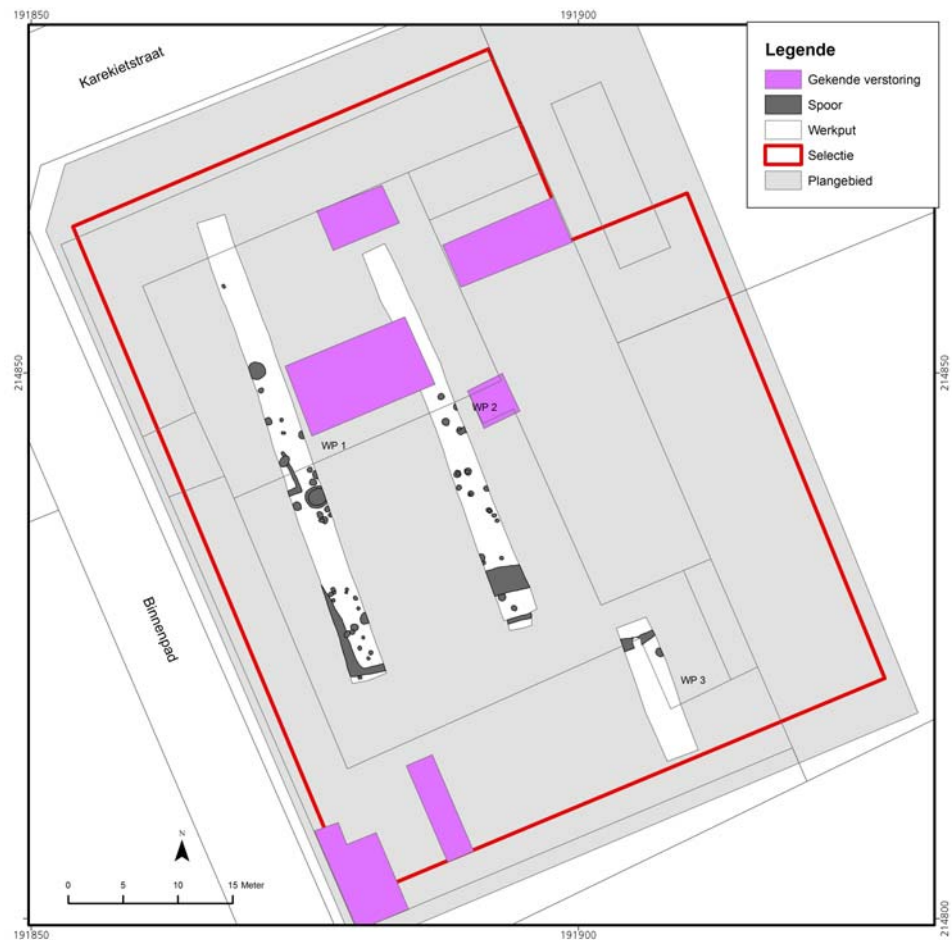 191850
191900
Karekietstraat
Legende
Gekende verstoring
Spoor
Werkput
Selectie
Plangebied
214850
214850
WP 2
WP 1
Binnenpad
WP 3
N
0 5 10 15 Meter
214800
191850
191900